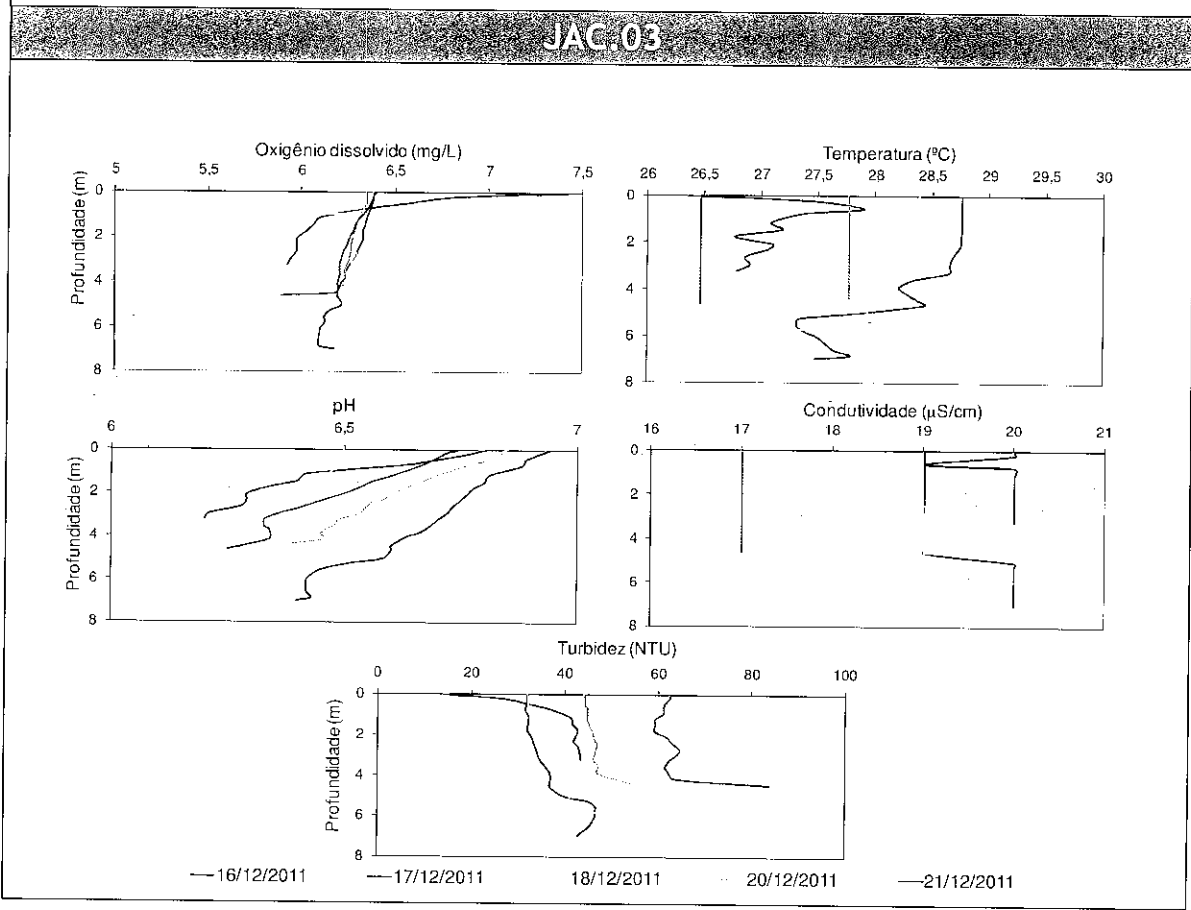 JAC.03
Oxigênio dissolvido (mg/L)
5 5,5 6 6,5 7 7,5
Profundidade (m)
0
2
4
6
8
Temperatura (ºC)
26 26,5 27 27,5 28 28,5 29 29,5 30
0
2
4
6
8
pH
6 6,5 7
Profundidade (m)
0
2
4
6
8
Condutividade (µS/cm)
16 17 18 19 20 21
0
2
4
6
8
Turbidez (NTU)
0 20 40 60 80 100
Profundidade (m)
0
2
4
6
8
16/12/2011 17/12/2011 18/12/2011 20/12/2011 21/12/2011